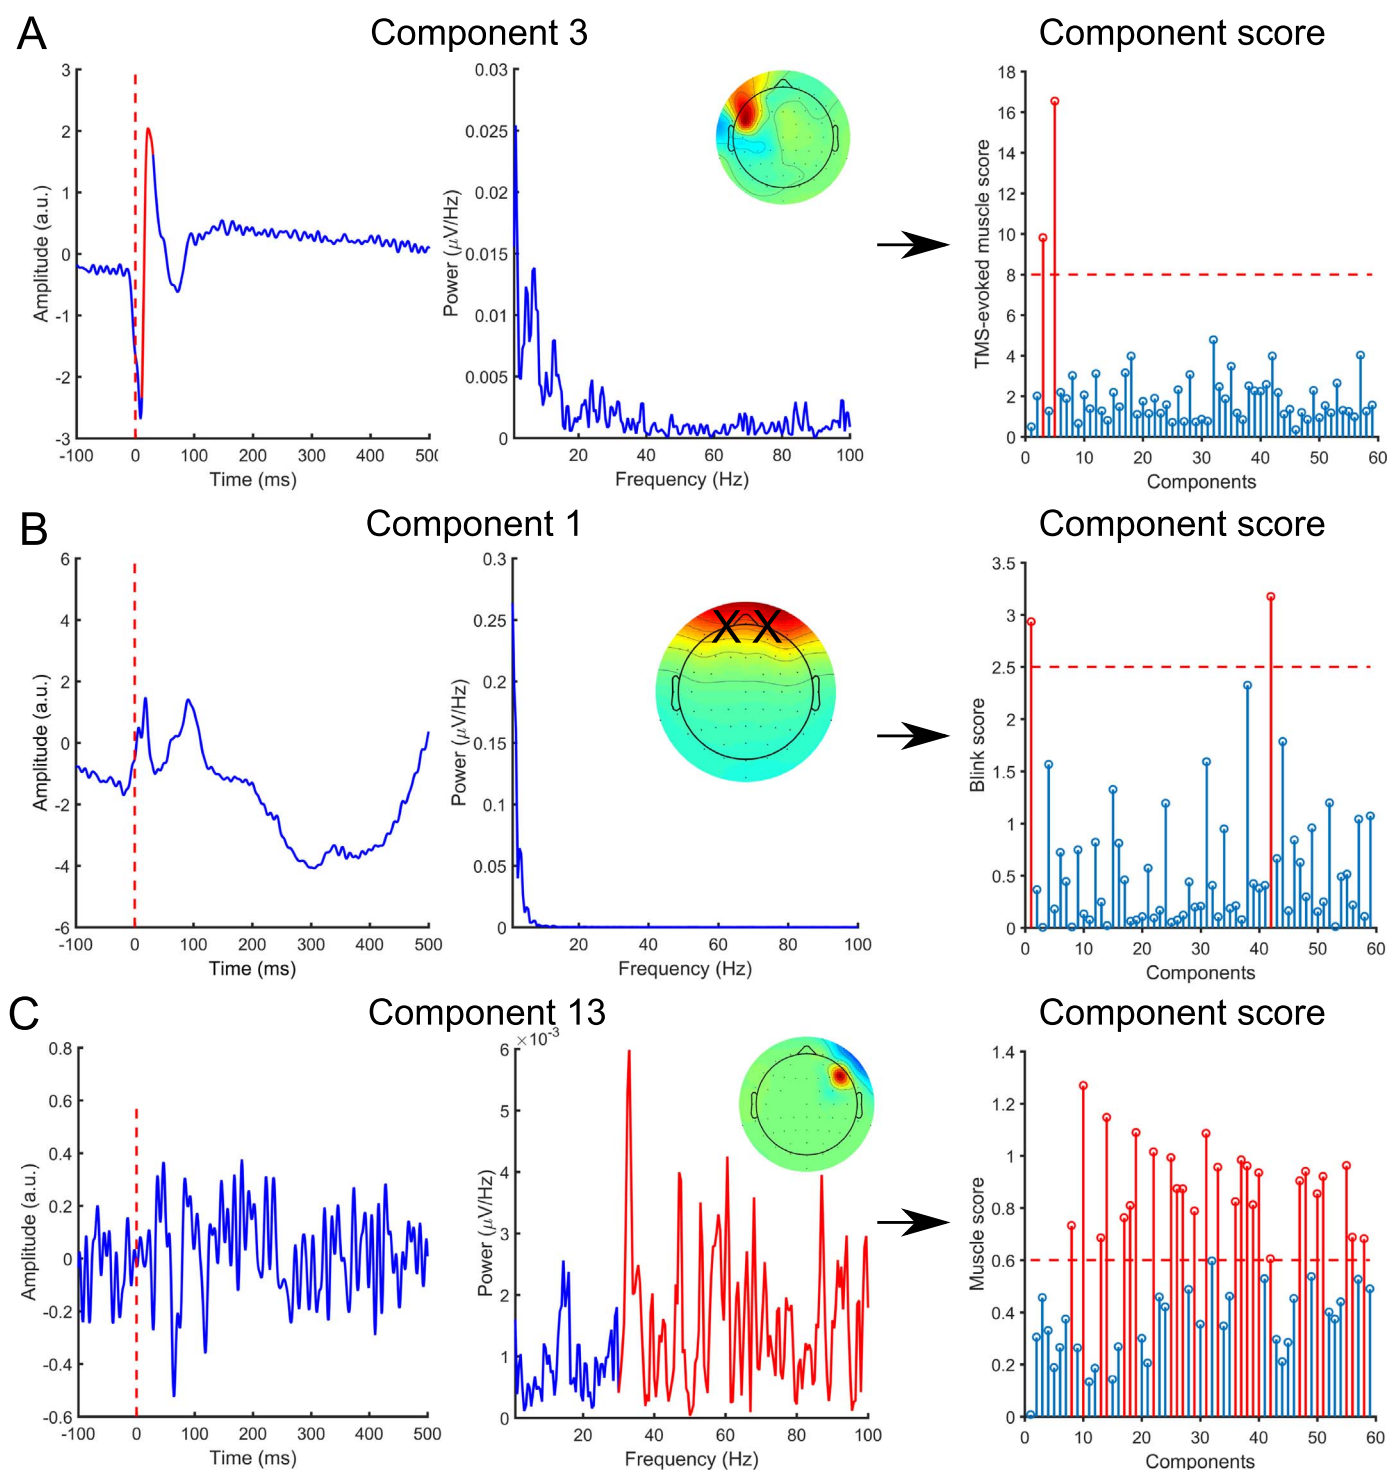 A
Component 3
Component score
3
2
1
0
-1
-2
-3
Amplitude (a.u.)
-100 0 100 200 300 400 500
Time (ms)
0.03
0.025
0.02
0.015
0.01
0.005
0
Power (μV/Hz)
20 40 60 80 100
Frequency (Hz)
18
16
14
12
10
8
6
4
2
0
TMS-evoked muscle score
0 10 20 30 40 50 60
Components
B
Component 1
Component score
6
4
2
0
-2
-4
-6
Amplitude (a.u.)
-100 0 100 200 300 400 500
Time (ms)
0.3
0.25
0.2
0.15
0.1
0.05
0
Power (μV/Hz)
20 40 60 80 100
Frequency (Hz)
X X
3.5
3
2.5
2
1.5
1
0.5
0
Blink score
0 10 20 30 40 50 60
Components
C
Component 13
Component score
0.8
0.6
0.4
0.2
0
-0.2
-0.4
-0.6
Amplitude (a.u.)
-100 0 100 200 300 400 500
Time (ms)
×10⁻³
6
5
4
3
2
1
0
Power (μV/Hz)
20 40 60 80 100
Frequency (Hz)
1.4
1.2
1
0.8
0.6
0.4
0.2
0
Muscle score
0 10 20 30 40 50 60
Components